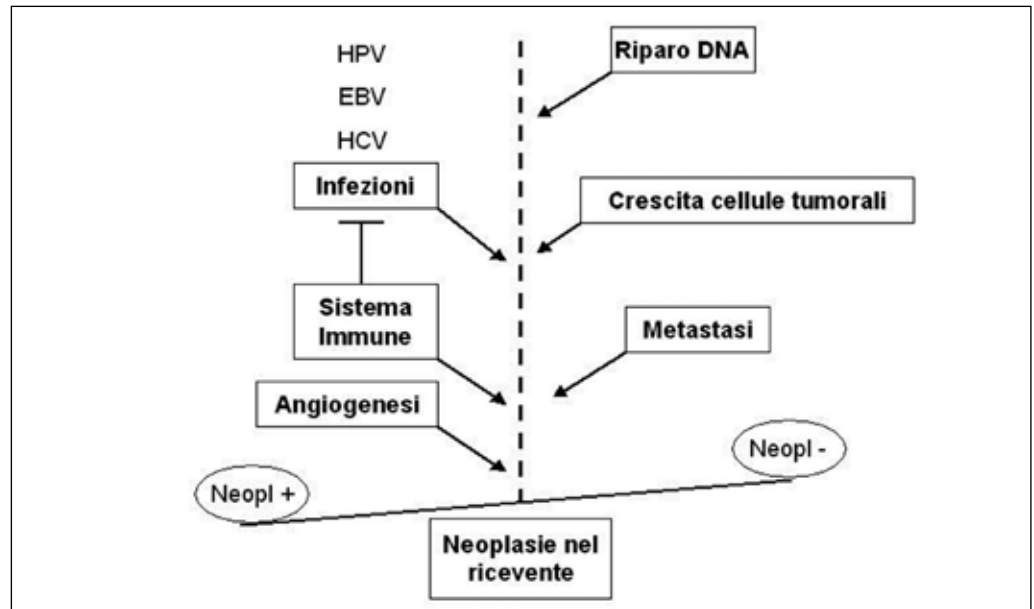 HPV
EBV
HCV
Infezioni
Sistema
Immune
Angiogenesi
Riparo DNA
Crescita cellule tumorali
Metastasi
Neopl +
Neopl -
Neoplasie nel
ricevente